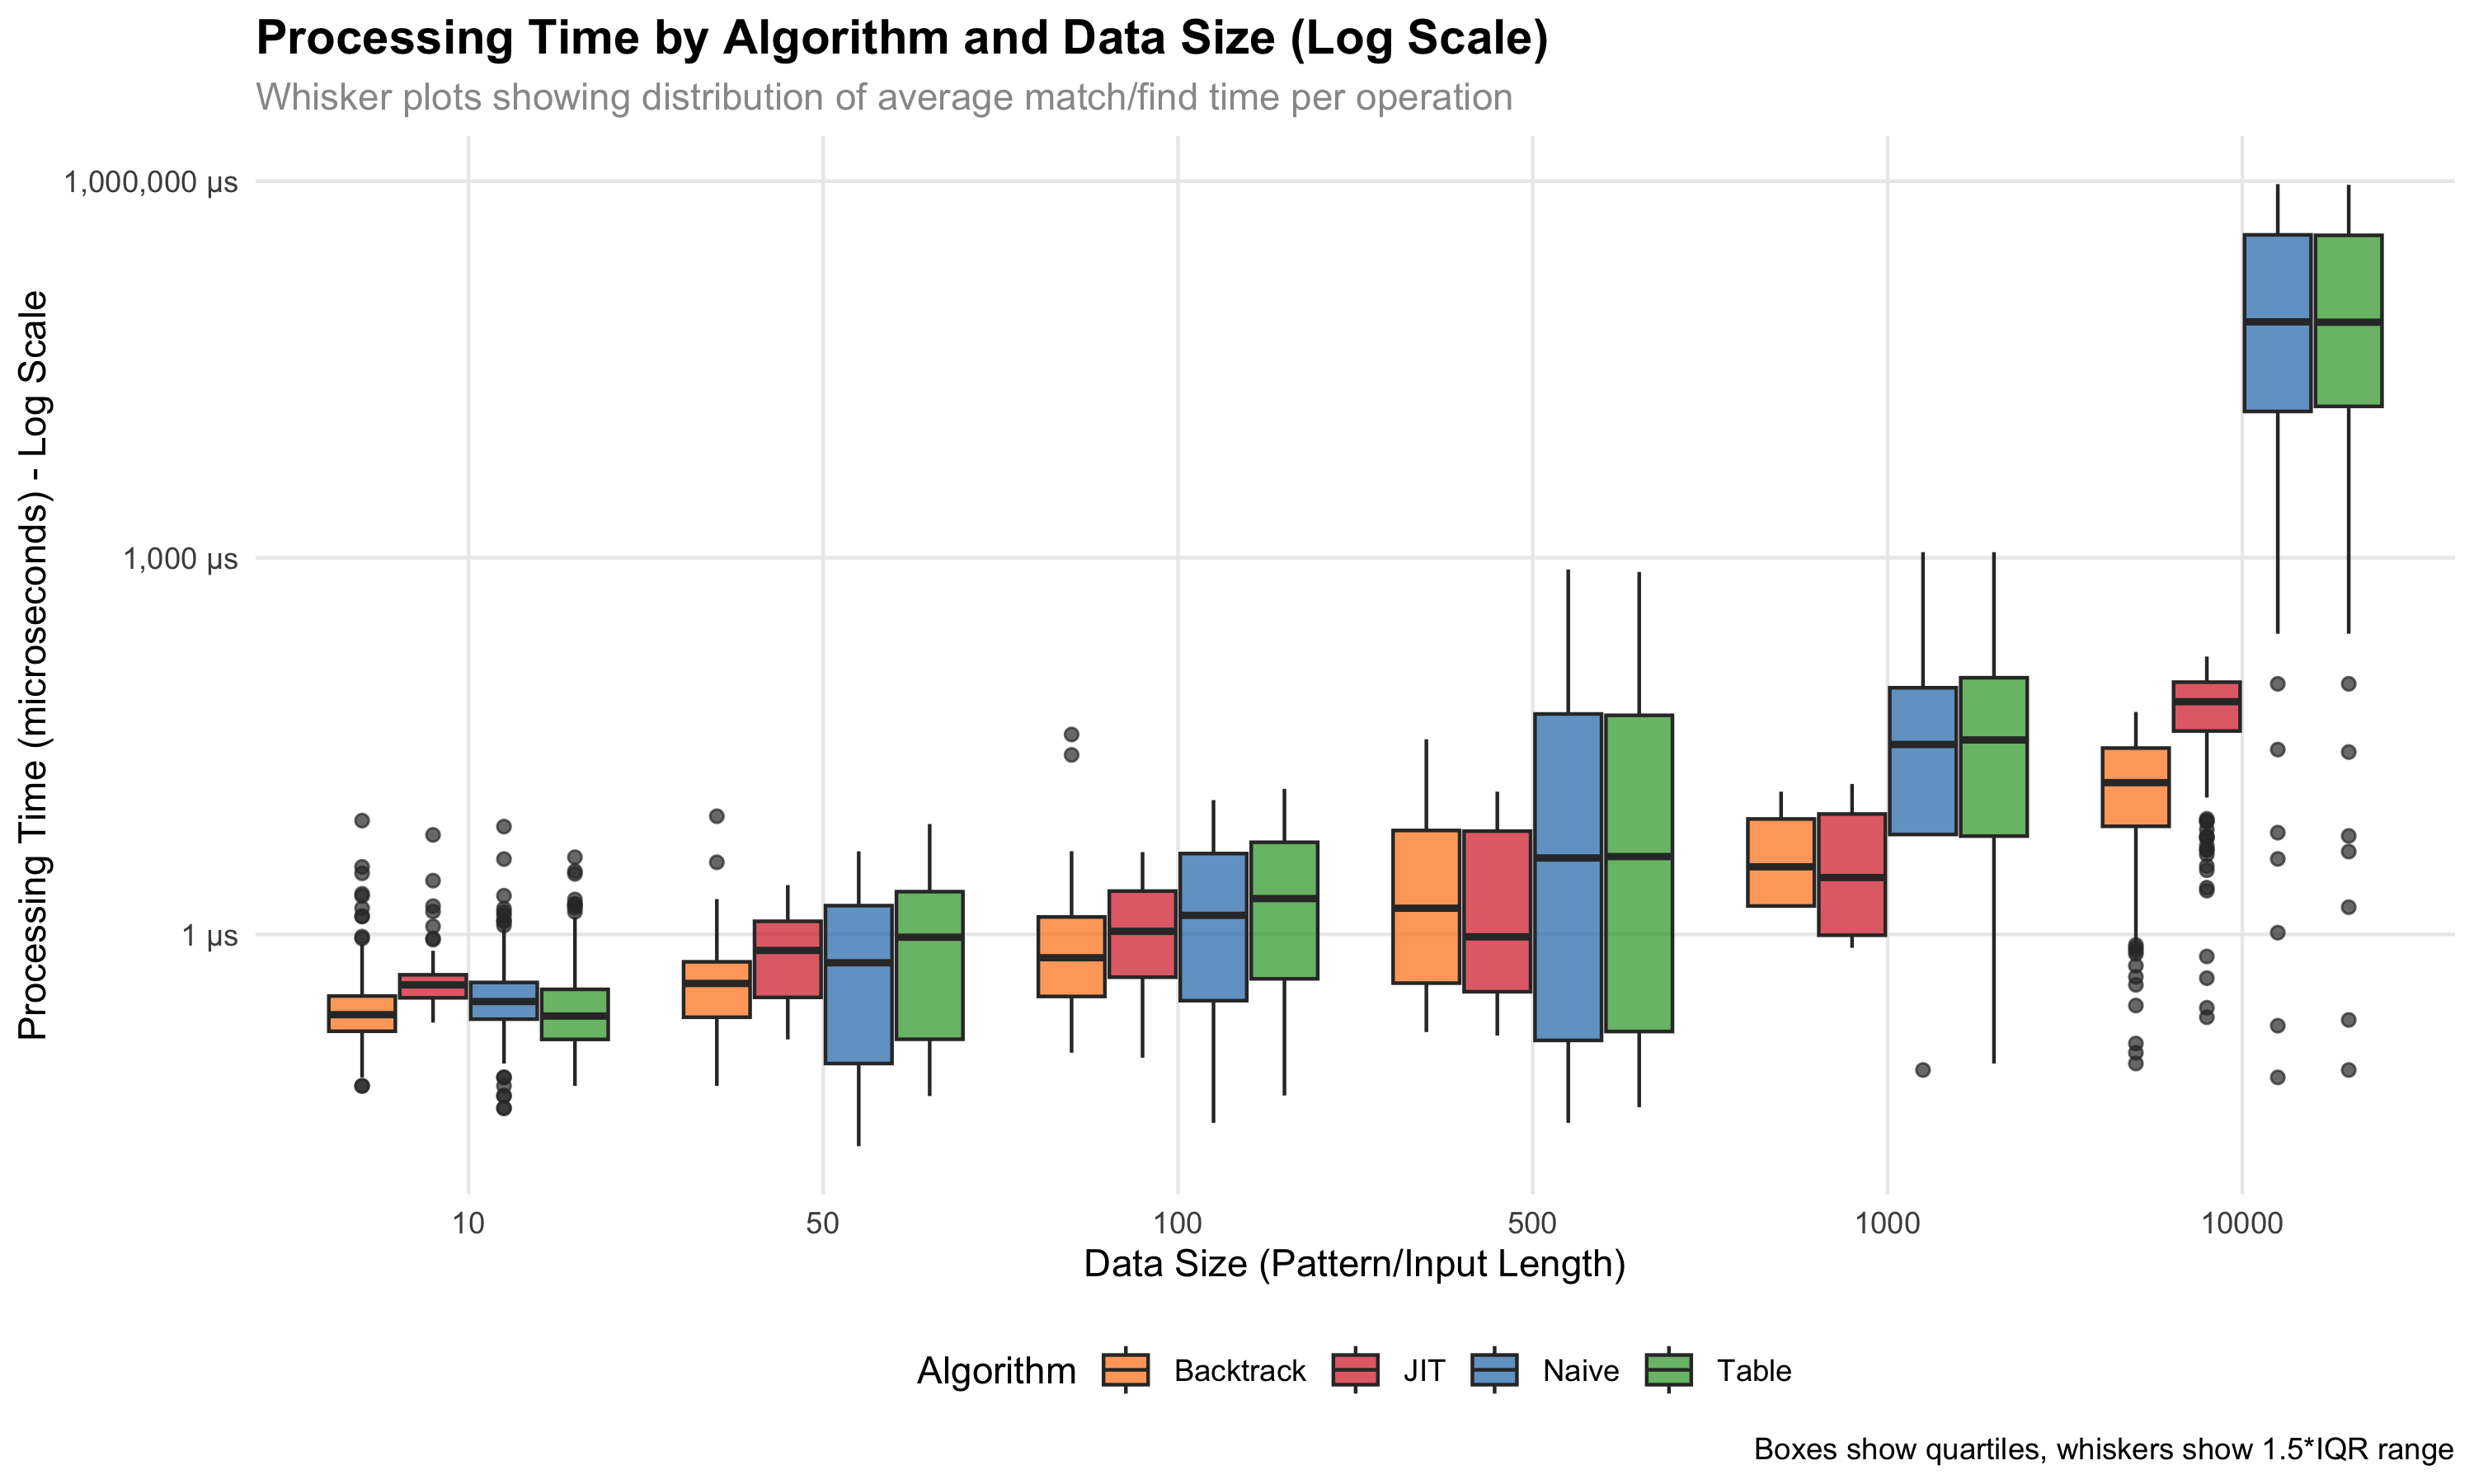 Processing Time by Algorithm and Data Size (Log Scale)
Whisker plots showing distribution of average match/find time per operation
Processing Time (microseconds) - Log Scale
1,000,000 µs
1,000 µs
1 µs
10 50 100 500 1000 10000
Data Size (Pattern/Input Length)
Algorithm Backtrack JIT Naive Table
Boxes show quartiles, whiskers show 1.5*IQR range